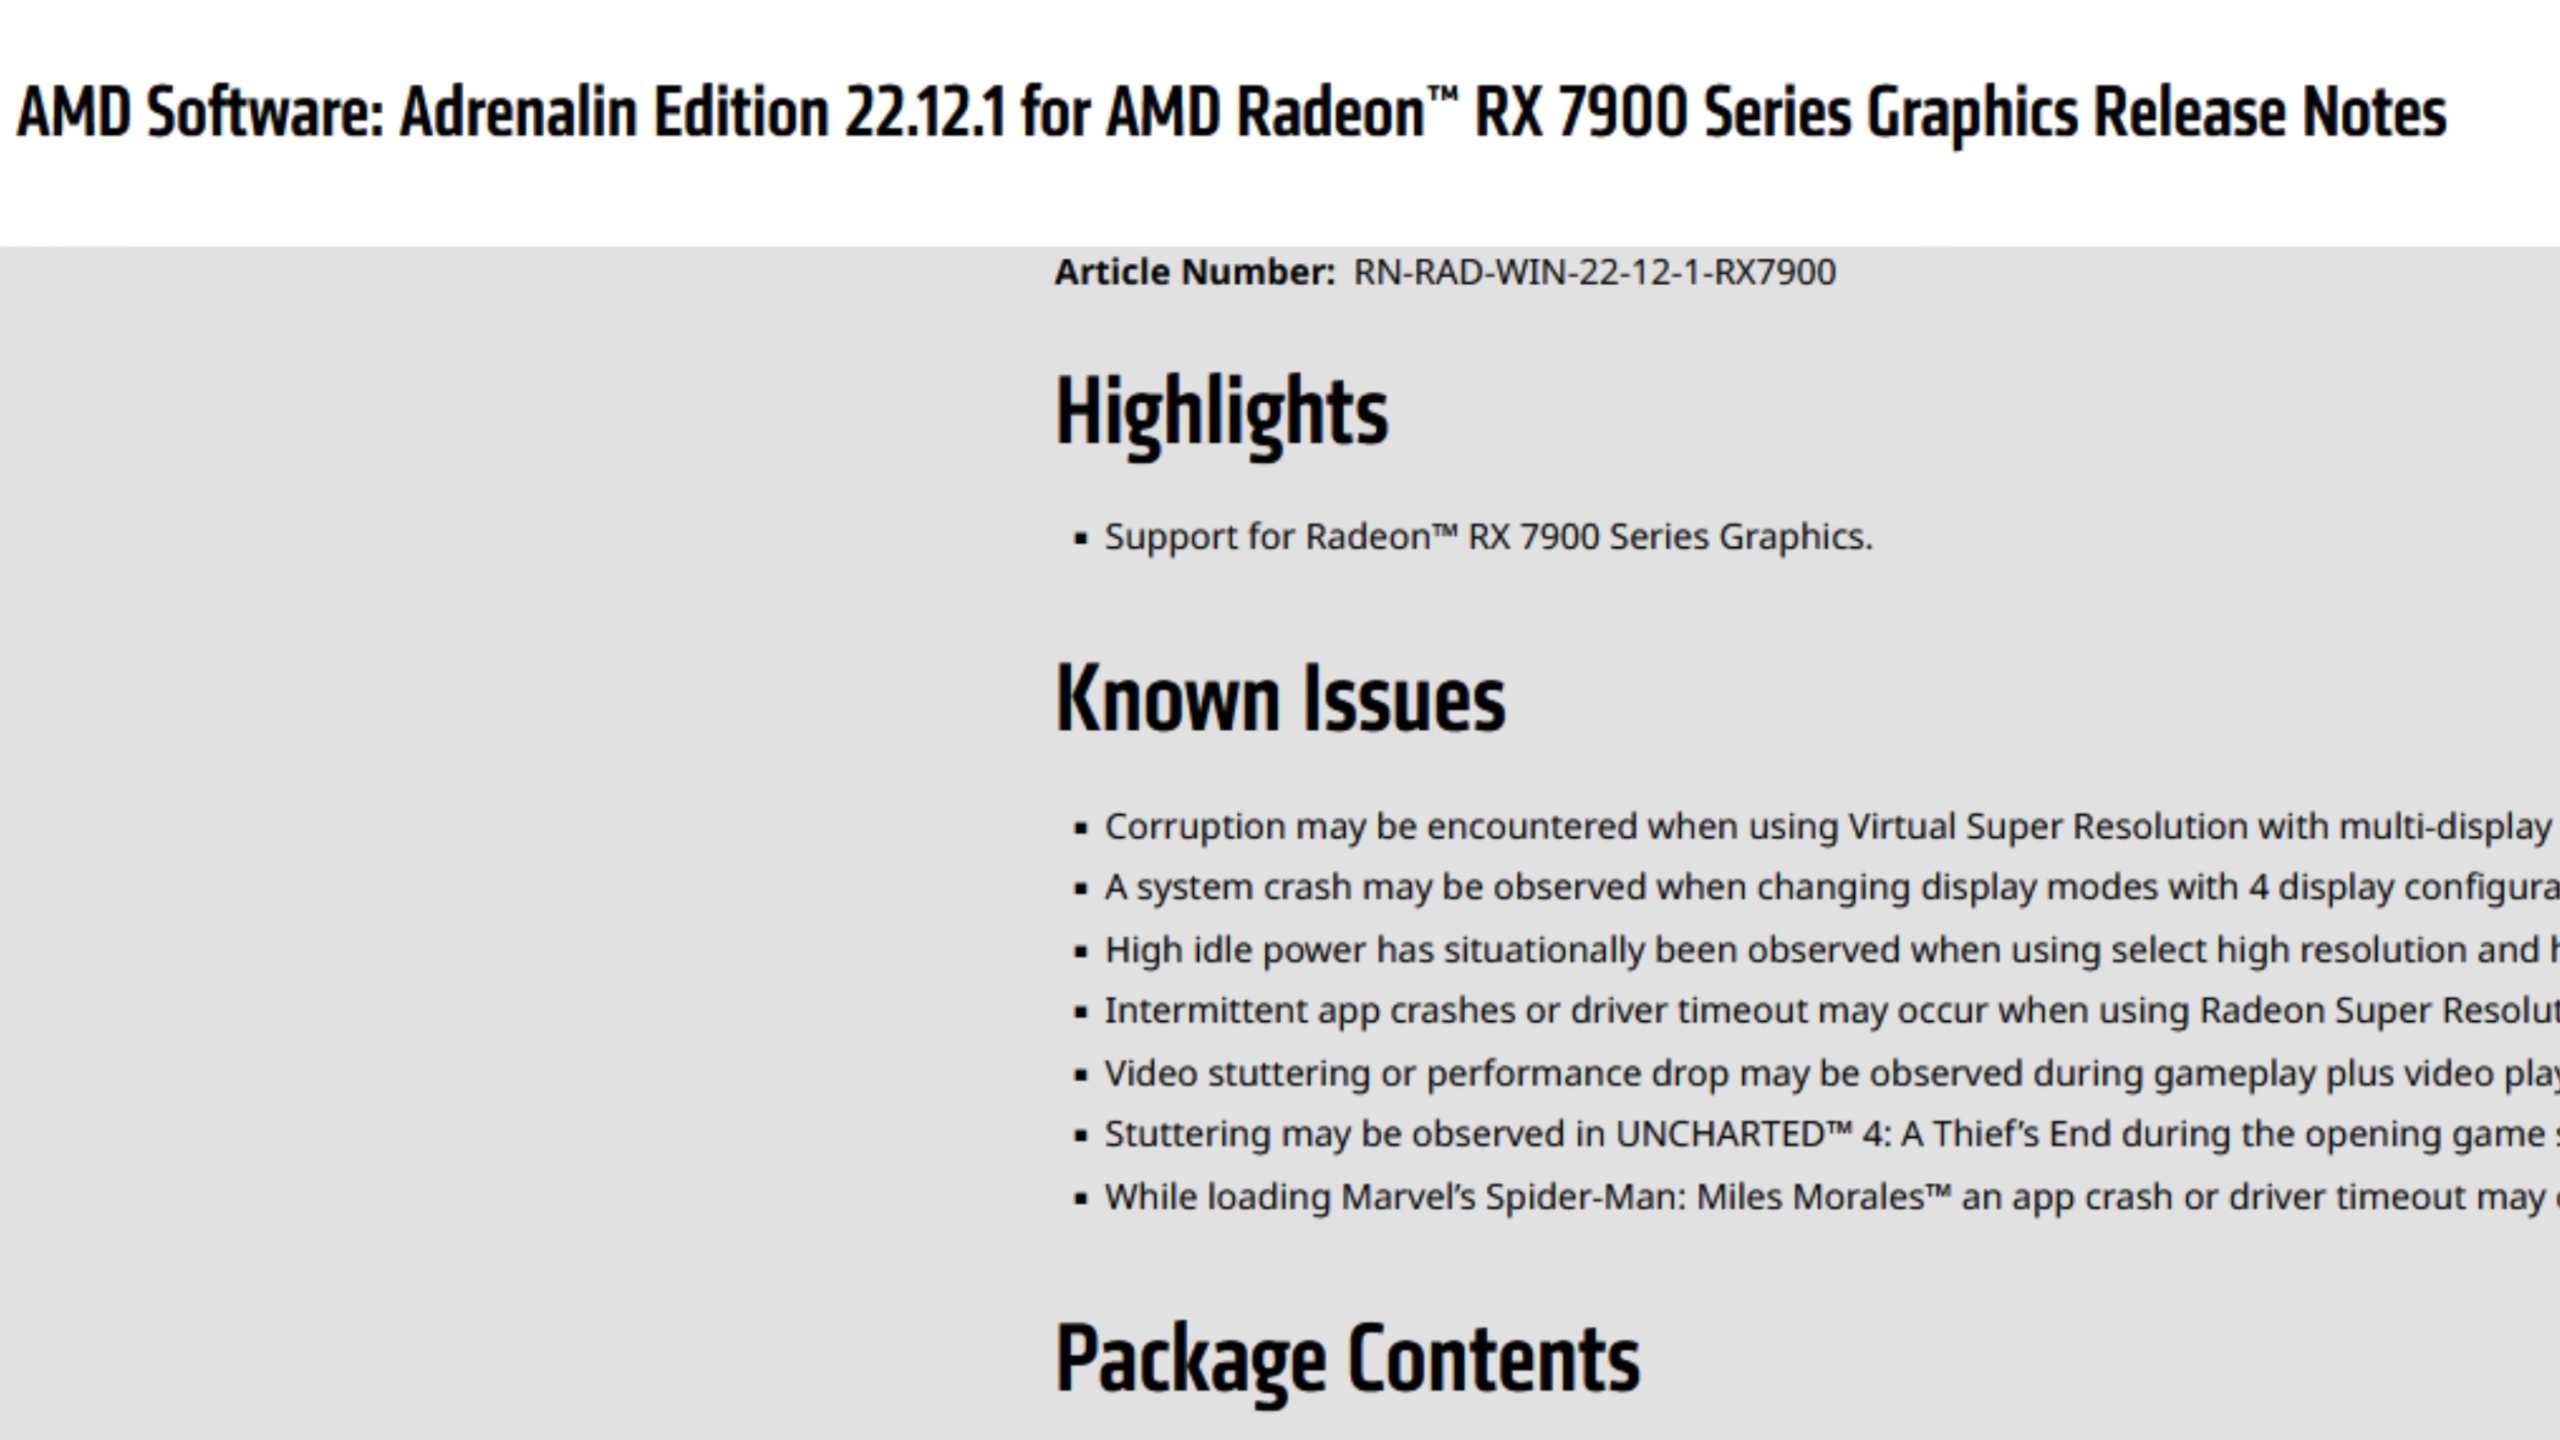 AMD Software: Adrenalin Edition 22.12.1 for AMD Radeon™ RX 7900 Series Graphics Release Notes
Article Number: RN-RAD-WIN-22-12-1-RX7900
Highlights
▪ Support for Radeon™ RX 7900 Series Graphics.
Known Issues
▪ Corruption may be encountered when using Virtual Super Resolution with multi-display
▪ A system crash may be observed when changing display modes with 4 display
▪ High idle power has situationally been observed when using select high resolution and
▪ Intermittent app crashes or driver timeout may occur when using Radeon Super
▪ Video stuttering or performance drop may be observed during gameplay plus video
▪ Stuttering may be observed in UNCHARTED™ 4: A Thief’s End during the opening game
▪ While loading Marvel’s Spider-Man: Miles Morales™ an app crash or driver timeout may
Package Contents